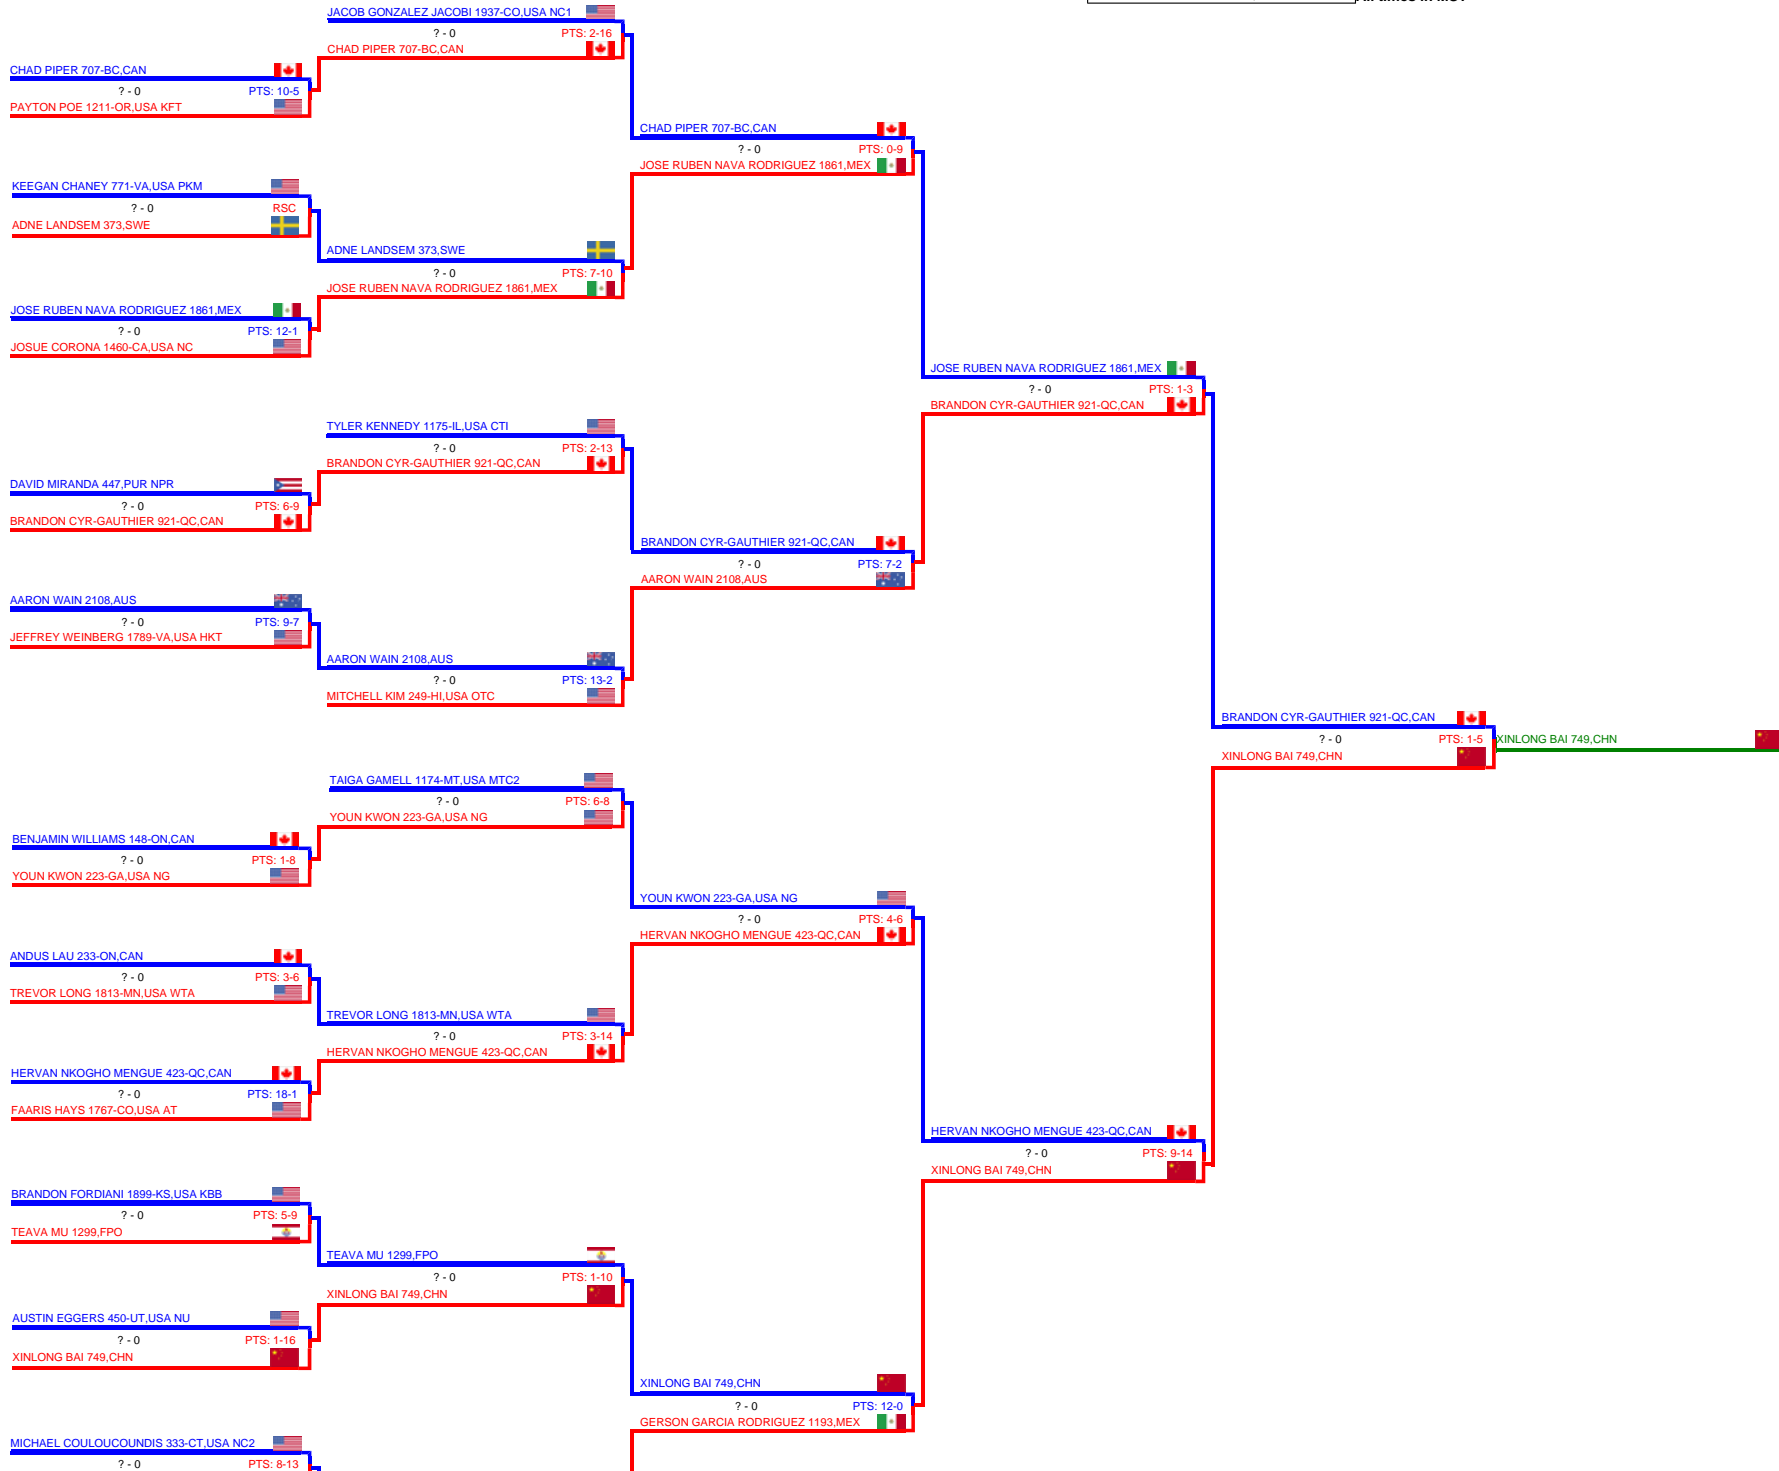 JACOB GONZALEZ JACOBI 1937-CO,USA NC1
? - 0 PTS: 2-16
CHAD PIPER 707-BC,CAN
CHAD PIPER 707-BC,CAN
? - 0 PTS: 10-5
PAYTON POE 1211-OR,USA KFT
CHAD PIPER 707-BC,CAN
? - 0 PTS: 0-9
JOSE RUBEN NAVA RODRIGUEZ 1861,MEX
KEEGAN CHANEY 771-VA,USA PKM
? - 0 RSC
ADNE LANDSEM 373,SWE
ADNE LANDSEM 373,SWE
? - 0 PTS: 7-10
JOSE RUBEN NAVA RODRIGUEZ 1861,MEX
JOSE RUBEN NAVA RODRIGUEZ 1861,MEX
? - 0 PTS: 12-1
JOSUE CORONA 1460-CA,USA NC
JOSE RUBEN NAVA RODRIGUEZ 1861,MEX
? - 0 PTS: 1-3
BRANDON CYR-GAUTHIER 921-QC,CAN
TYLER KENNEDY 1175-IL,USA CTI
? - 0 PTS: 2-13
BRANDON CYR-GAUTHIER 921-QC,CAN
DAVID MIRANDA 447,PUR NPR
? - 0 PTS: 6-9
BRANDON CYR-GAUTHIER 921-QC,CAN
BRANDON CYR-GAUTHIER 921-QC,CAN
? - 0 PTS: 7-2
AARON WAIN 2108,AUS
AARON WAIN 2108,AUS
? - 0 PTS: 9-7
JEFFREY WEINBERG 1789-VA,USA HKT
AARON WAIN 2108,AUS
? - 0 PTS: 13-2
MITCHELL KIM 249-HI,USA OTC
BRANDON CYR-GAUTHIER 921-QC,CAN
? - 0 PTS: 1-5
XINLONG BAI 749,CHN
XINLONG BAI 749,CHN
TAIGA GAMELL 1174-MT,USA MTC2
? - 0 PTS: 6-8
YOUN KWON 223-GA,USA NG
BENJAMIN WILLIAMS 148-ON,CAN
? - 0 PTS: 1-8
YOUN KWON 223-GA,USA NG
YOUN KWON 223-GA,USA NG
? - 0 PTS: 4-6
HERVAN NKOGHO MENGUE 423-QC,CAN
ANDUS LAU 233-ON,CAN
? - 0 PTS: 3-6
TREVOR LONG 1813-MN,USA WTA
TREVOR LONG 1813-MN,USA WTA
? - 0 PTS: 3-14
HERVAN NKOGHO MENGUE 423-QC,CAN
HERVAN NKOGHO MENGUE 423-QC,CAN
? - 0 PTS: 18-1
FAARIS HAYS 1767-CO,USA AT
HERVAN NKOGHO MENGUE 423-QC,CAN
? - 0 PTS: 9-14
XINLONG BAI 749,CHN
BRANDON FORDIANI 1899-KS,USA KBB
? - 0 PTS: 5-9
TEAVA MU 1299,FPO
TEAVA MU 1299,FPO
? - 0 PTS: 1-10
XINLONG BAI 749,CHN
AUSTIN EGGERS 450-UT,USA NU
? - 0 PTS: 1-16
XINLONG BAI 749,CHN
XINLONG BAI 749,CHN
? - 0 PTS: 12-0
GERSON GARCIA RODRIGUEZ 1193,MEX
MICHAEL COULOUCOUNDIS 333-CT,USA NC2
? - 0 PTS: 8-13